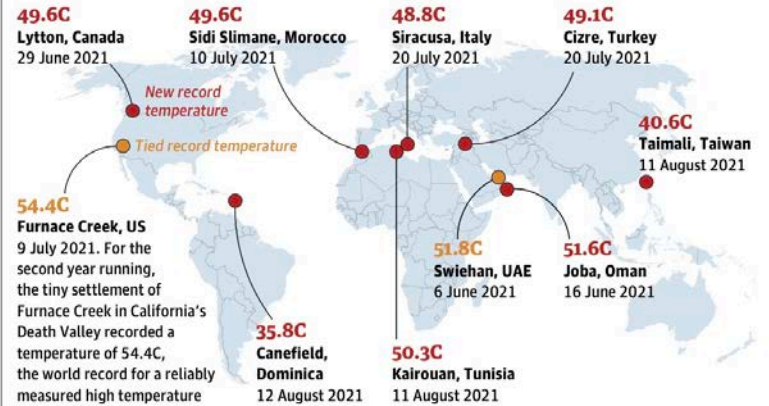 49.6C
Lytton, Canada
29 June 2021
49.6C
Sidi Slimane, Morocco
10 July 2021
48.8C
Siracusa, Italy
20 July 2021
49.1C
Cizre, Turkey
20 July 2021
New record
temperature
Tied record temperature
40.6C
Taimali, Taiwan
11 August 2021
54.4C
Furnace Creek, US
9 July 2021. For the
second year running,
the tiny settlement of
Furnace Creek in California's
Death Valley recorded a
temperature of 54.4C,
the world record for a reliably
measured high temperature
51.8C
Swiehan, UAE
6 June 2021
51.6C
Joba, Oman
16 June 2021
35.8C
Canefield,
Dominica
12 August 2021
50.3C
Kairouan, Tunisia
11 August 2021